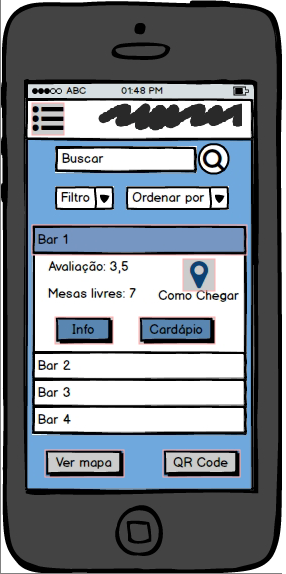 ABC 01:48 PM
Buscar
Filtro Ordenar por
Bar 1
Avaliação: 3,5
Mesas livres: 7
Como Chegar
Info Cardápio
Bar 2
Bar 3
Bar 4
Ver mapa QR Code